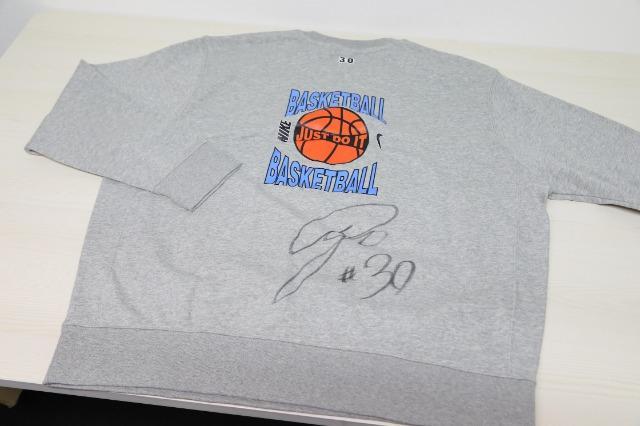 30
BASKETBALL
NIKE
JUST DO IT
BASKETBALL
#30